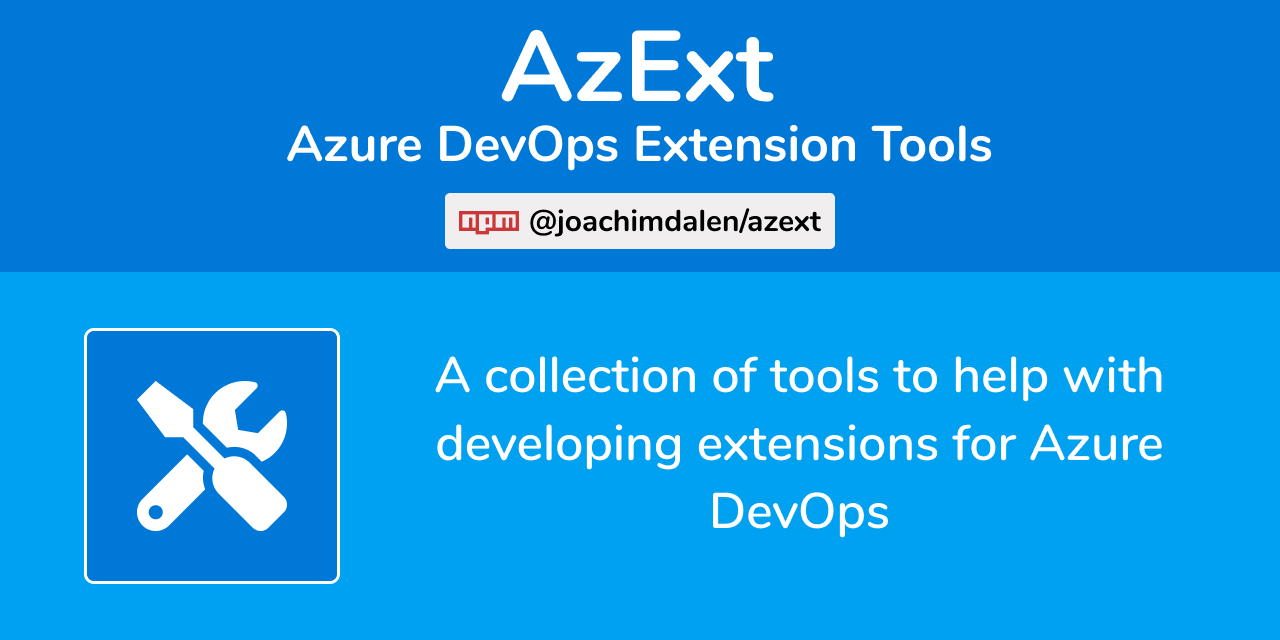 AzExt
Azure DevOps Extension Tools
npm @joachimdalen/azext
A collection of tools to help with
developing extensions for Azure
DevOps